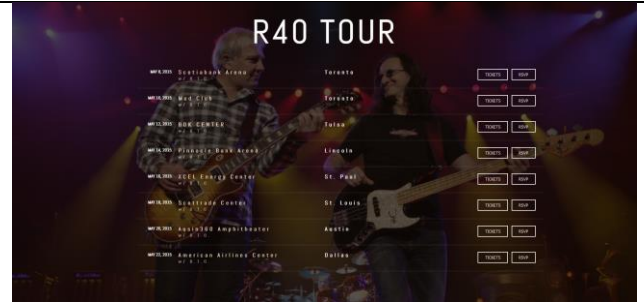 R40 TOUR
MAY 8, 2015 Scotiabank Arena Toronto TICKETS RSVP
w/ R.T.O.
MAY 10, 2015 Mod Club Toronto TICKETS RSVP
w/ R.T.O.
MAY 12, 2015 BOK CENTER Tulsa TICKETS RSVP
w/ R.T.O.
MAY 14, 2015 Pinnacle Bank Arena Lincoln TICKETS RSVP
w/ R.T.O.
MAY 16, 2015 XCEL Energy Center St. Paul TICKETS RSVP
w/ R.T.O.
MAY 18, 2015 Scottrade Center St. Louis TICKETS RSVP
w/ R.T.O.
MAY 20, 2015 Austin360 Amphitheater Austin TICKETS RSVP
w/ R.T.O.
MAY 22, 2015 American Airlines Center Dallas TICKETS RSVP
w/ R.T.O.